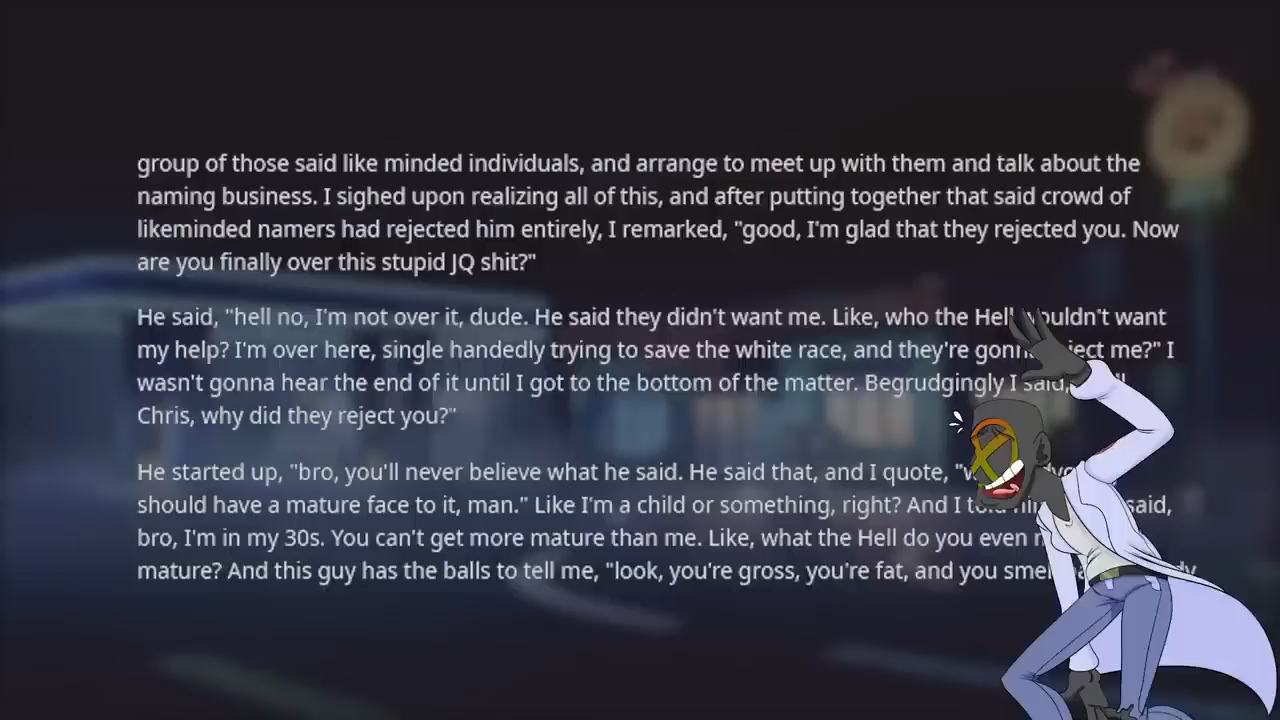 group of those said like minded individuals, and arrange to meet up with them and talk about the
naming business. I sighed upon realizing all of this, and after putting together that said crowd of
likeminded namers had rejected him entirely, I remarked, "good, I'm glad that they rejected you. Now
are you finally over this stupid JQ shit?"
He said, "hell no, I'm not over it, dude. He said they didn't want me. Like, who the Hell wouldn't want
my help? I'm over here, single handedly trying to save the white race, and they're gonna reject me?" I
wasn't gonna hear the end of it until I got to the bottom of the matter. Begrudgingly I said,
Chris, why did they reject you?"
He started up, "bro, you'll never believe what he said. He said that, and I quote,
should have a mature face to it, man." Like I'm a child or something, right? And I told him said,
bro, I'm in my 30s. You can't get more mature than me. Like, what the Hell do you even
mature? And this guy has the balls to tell me, "look, you're gross, you're fat, and you smell